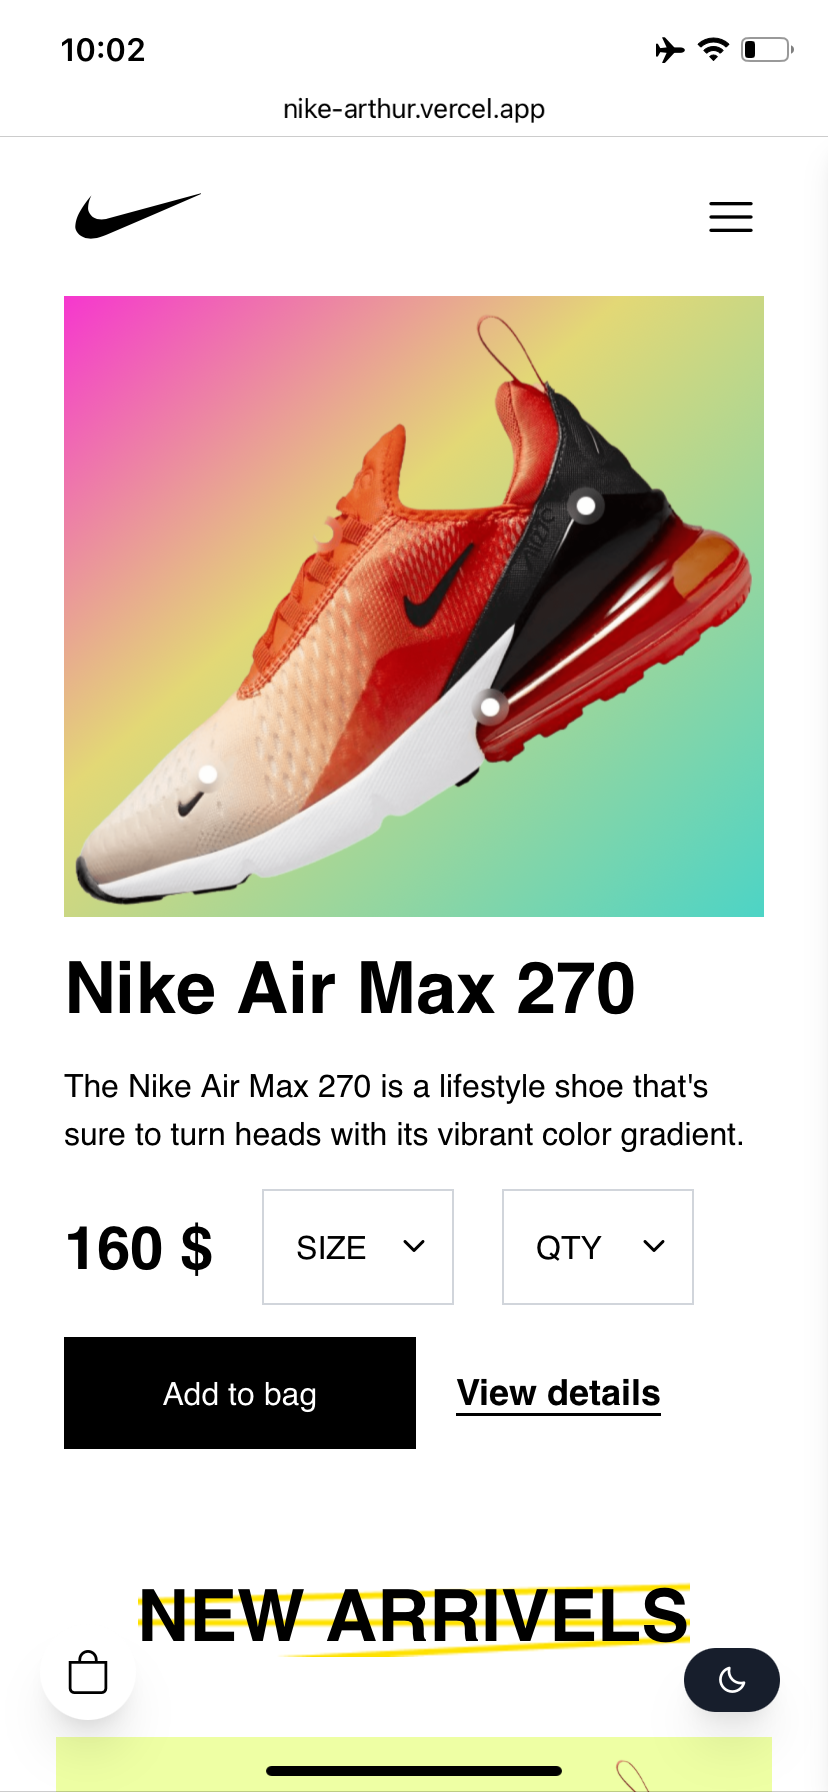 10:02
nike-arthur.vercel.app
Nike Air Max 270
The Nike Air Max 270 is a lifestyle shoe that's
sure to turn heads with its vibrant color gradient.
160 $ SIZE QTY
Add to bag View details
NEW ARRIVELS